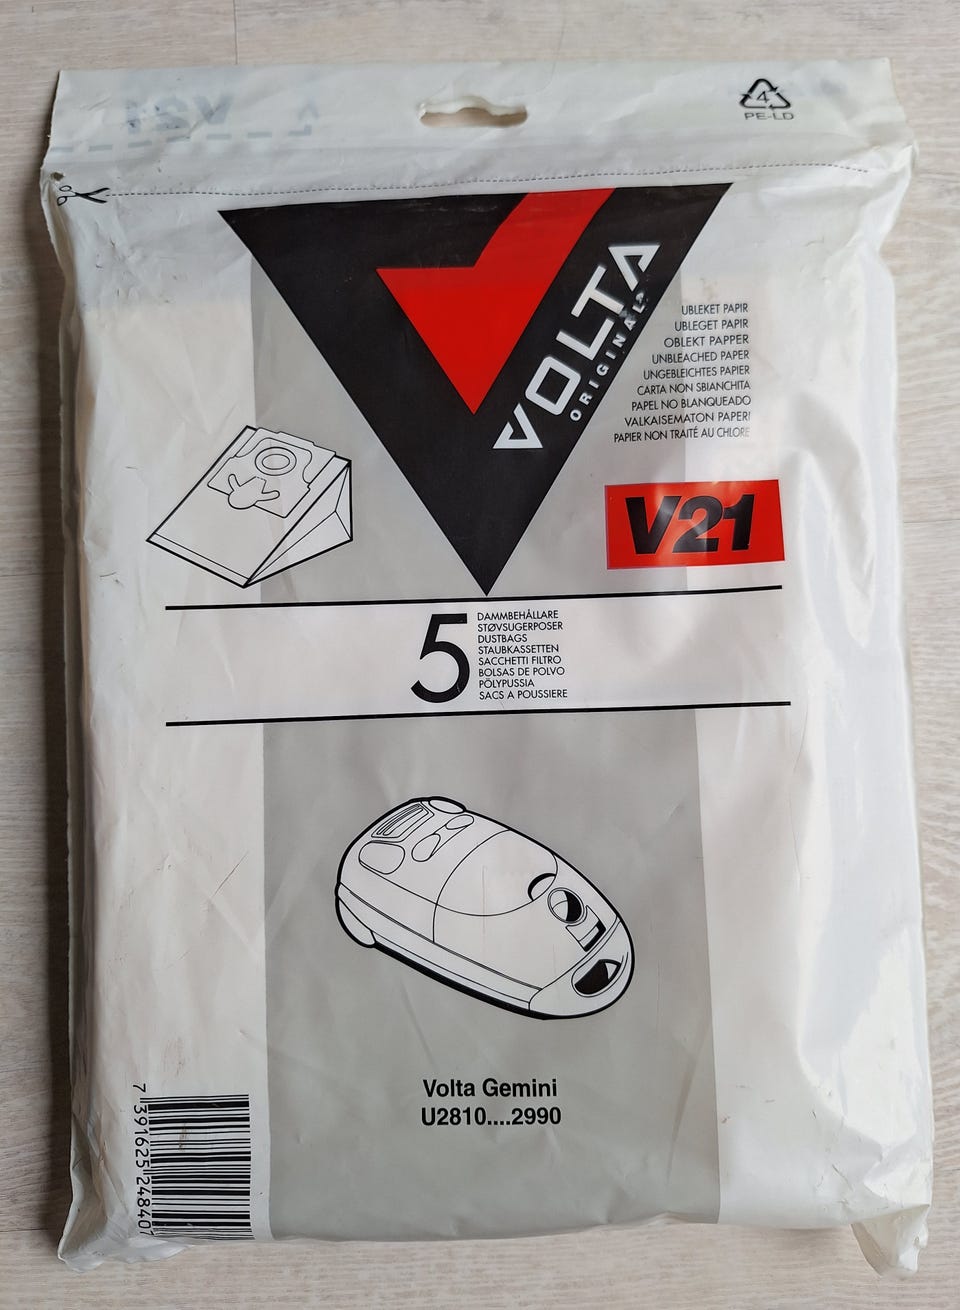 V21
4
PE-LD
VOLTA
ORIGINAL
UBLEKET PAPIR
UBLEGET PAPIR
OBLEKT PAPPER
UNBLEACHED PAPER
UNGEBLEICHTES PAPIER
CARTA NON SBIANCHITA
PAPEL NO BLANQUEADO
VALKAISEMATON PAPERI
PAPIER NON TRAITÉ AU CHLORE
V21
5
DAMMBEHÅLLARE
STØVSUGERPOSER
DUSTBAGS
STAUBKASSETTEN
SACCHETTI FILTRO
BOLSAS DE POLVO
PÖLYPUSSIA
SACS A POUSSIERE
Volta Gemini
U2810....2990
7 391625 248407